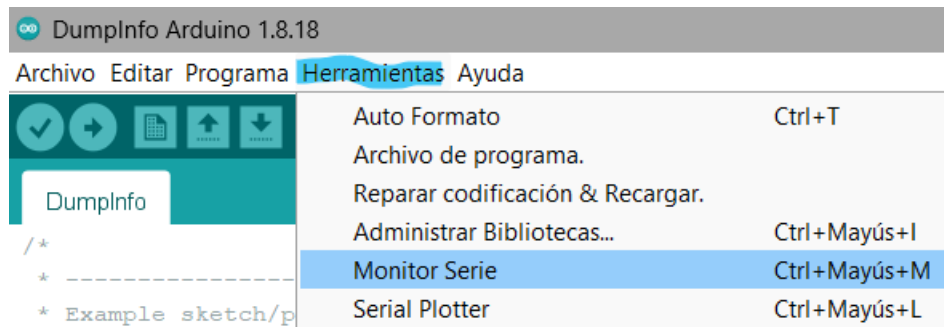 DumpInfo Arduino 1.8.18
Archivo Editar Programa Herramientas Ayuda
Auto Formato Ctrl+T
Archivo de programa.
Reparar codificación & Recargar.
DumpInfo
Administrar Bibliotecas... Ctrl+Mayús+I
/*
Monitor Serie Ctrl+Mayús+M
* --------------------
Serial Plotter Ctrl+Mayús+L
* Example sketch/p